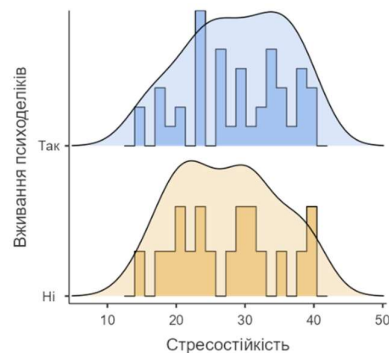 Вживання психоделіків
Так
Ні
10 20 30 40 50
Стресостійкість